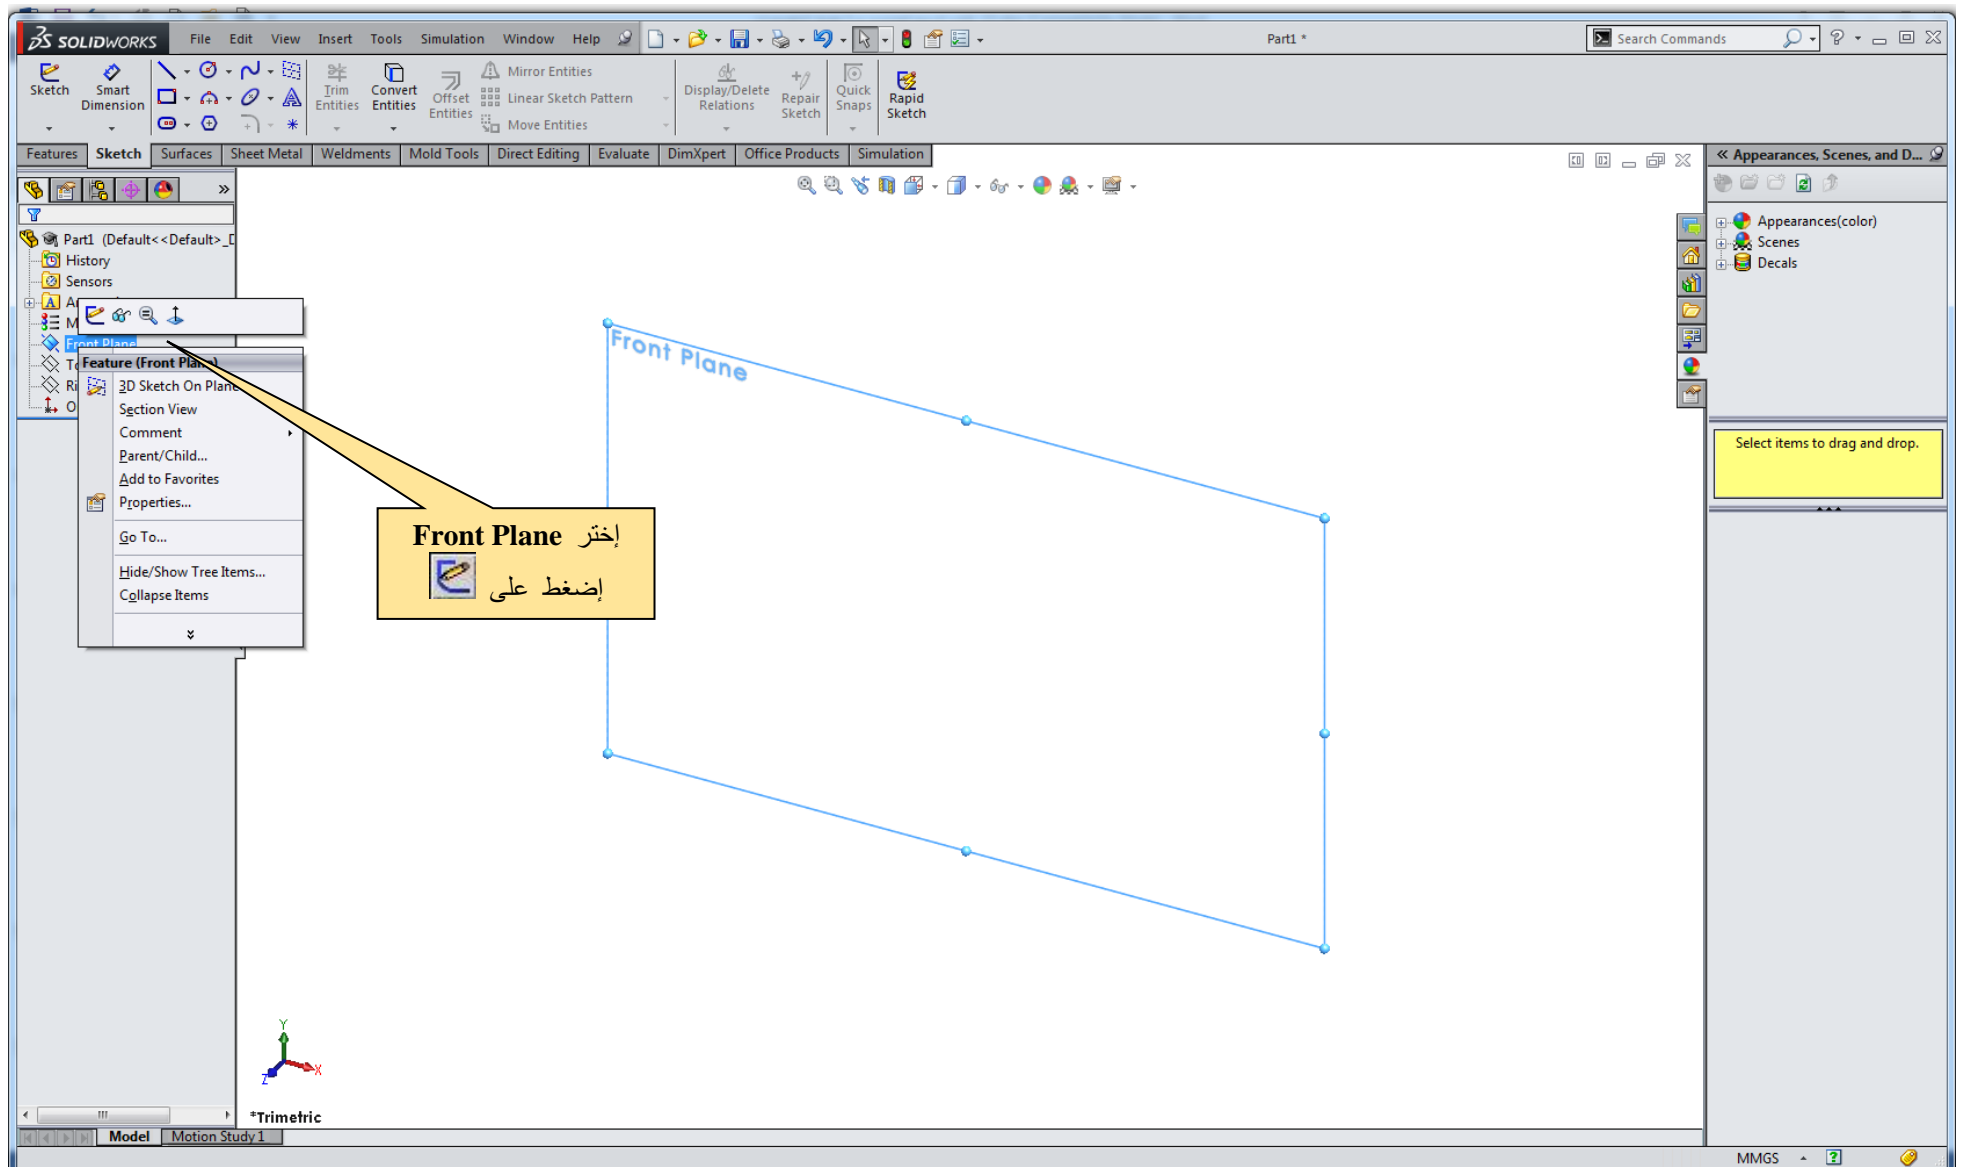 SOLIDWORKS File Edit View Insert Tools Simulation Window Help Part1 * Search Commands ?
Sketch Smart Dimension Trim Entities Convert Entities Offset Entities Mirror Entities Linear Sketch Pattern Move Entities Display/Delete Relations Repair Sketch Quick Snaps Rapid Sketch
Features Sketch Surfaces Sheet Metal Weldments Mold Tools Direct Editing Evaluate DimXpert Office Products Simulation
« Appearances, Scenes, and D...
»
Part1 (Default<<Default>_D
History
Sensors
A
M
Front Plane
To
Ri
O
Feature (Front Plane)
3D Sketch On Plane
Section View
Comment
Parent/Child...
Add to Favorites
Properties...
Go To...
Hide/Show Tree Items...
Collapse Items
Front Plane
إختر Front Plane
إضغط على
Appearances(color)
Scenes
Decals
Select items to drag and drop.
Y
X
Z
*Trimetric
Model Motion Study 1
MMGS ?